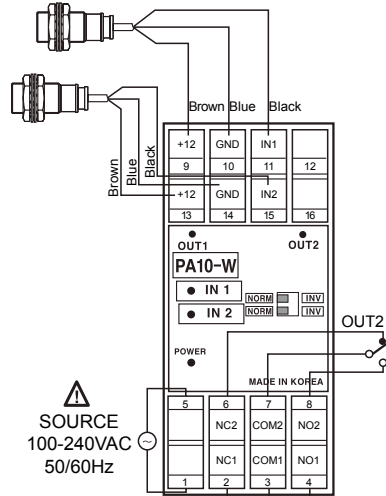 Brown Blue Black
Brown
Blue
Black
+12 GND IN1
9 10 11 12
+12 GND IN2
13 14 15 16
OUT1 OUT2
PA10-W
IN 1
NORM INV
IN 2
NORM INV
OUT2
POWER
MADE IN KOREA
5 6 7 8
NC2 COM2 NO2
NC1 COM1 NO1
1 2 3 4
SOURCE
100-240VAC
50/60Hz